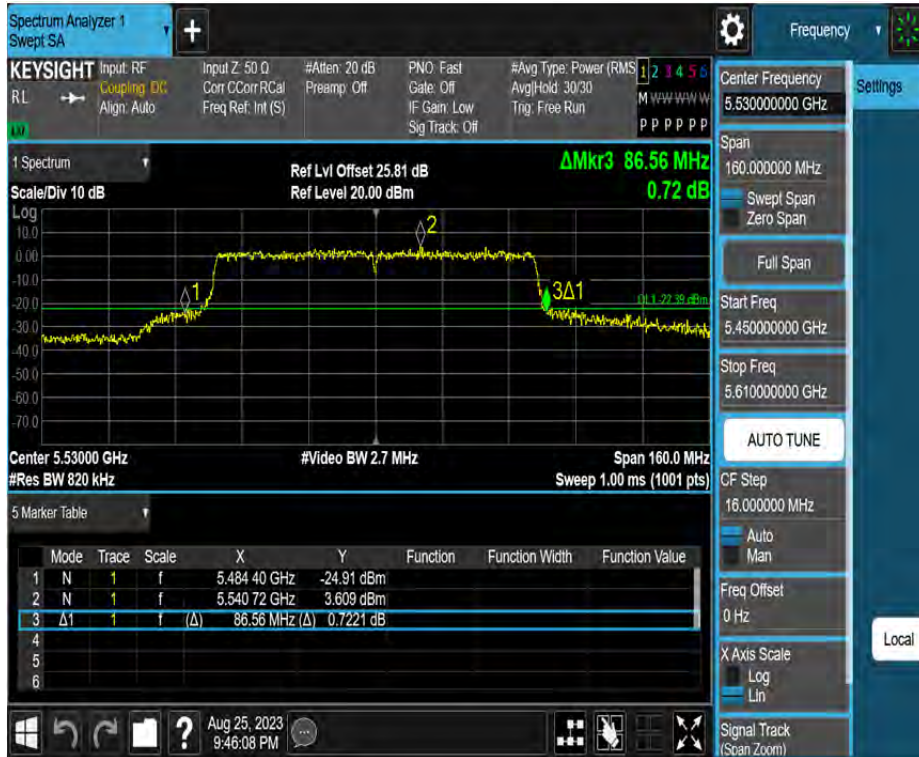 Spectrum Analyzer 1
Swept SA
Frequency
KEYSIGHT Input: RF Input Z: 50 Ω #Atten: 20 dB PNO: Fast #Avg Type: Power (RMS 1 2 3 4 5 6
RL Coupling: DC Corr CCorr RCal Preamp: Off Gate: Off Avg|Hold: 30/30 M W W W W W
Align: Auto Freq Ref: Int (S) IF Gain: Low Trig: Free Run
Sig Track: Off P P P P P P
1 Spectrum
Ref Lvl Offset 25.81 dB ΔMkr3 86.56 MHz
Scale/Div 10 dB Ref Level 20.00 dBm 0.72 dB
Log
10.0
0.00
-10.0
-20.0
-30.0
-40.0
-50.0
-60.0
-70.0
2
1
3Δ1
DL1 -22.39 dBm
Center 5.53000 GHz #Video BW 2.7 MHz Span 160.0 MHz
#Res BW 820 kHz Sweep 1.00 ms (1001 pts)
5 Marker Table
Mode Trace Scale X Y Function Function Width Function Value
1 N 1 f 5.484 40 GHz -24.91 dBm
2 N 1 f 5.540 72 GHz 3.609 dBm
3 Δ1 1 f (Δ) 86.56 MHz (Δ) 0.7221 dB
4
5
6
?
Aug 25, 2023
9:46:08 PM
Center Frequency
5.530000000 GHz
Settings
Span
160.000000 MHz
Swept Span
Zero Span
Full Span
Start Freq
5.450000000 GHz
Stop Freq
5.610000000 GHz
AUTO TUNE
CF Step
16.000000 MHz
Auto
Man
Freq Offset
0 Hz
X Axis Scale
Log
Lin
Local
Signal Track
(Span Zoom)